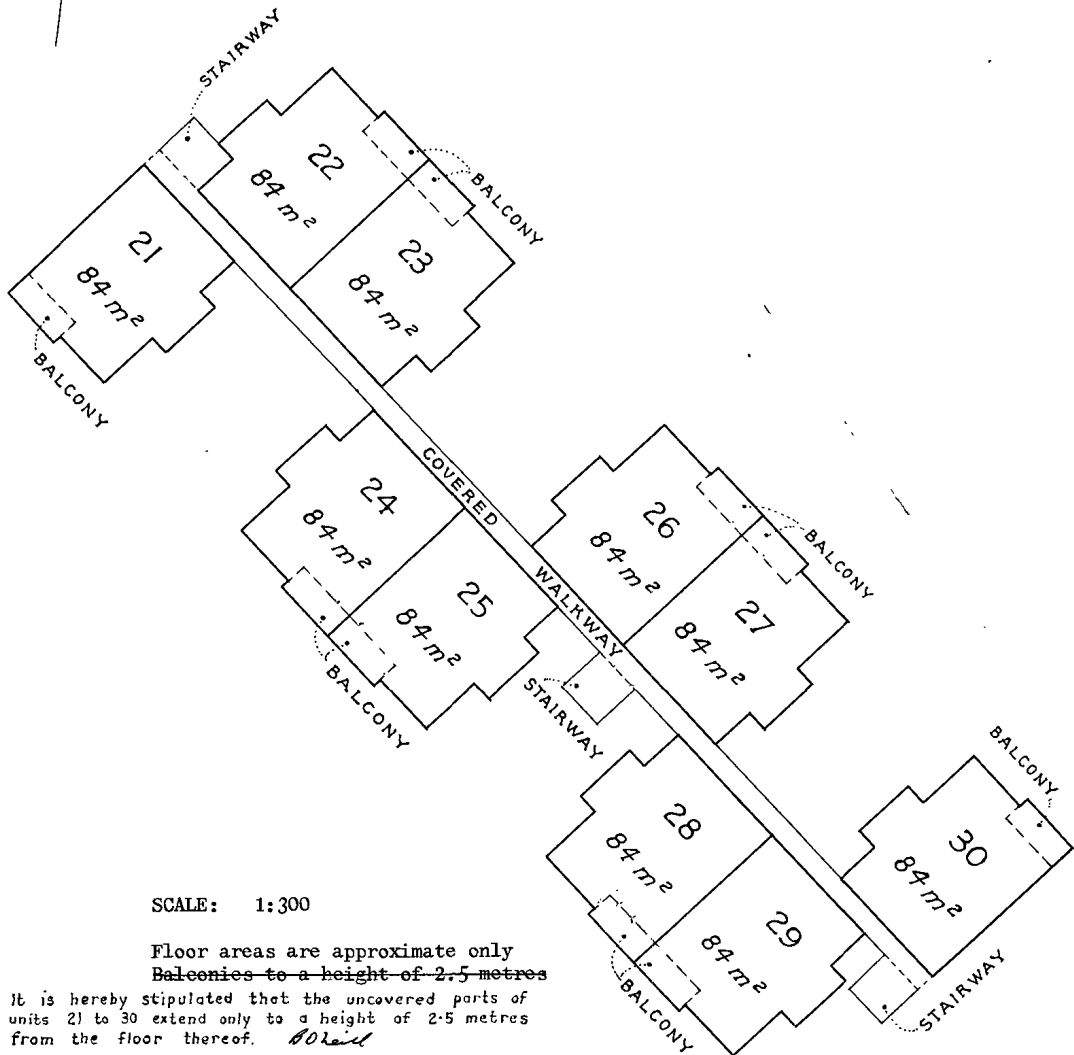 STAIRWAY
22
84 m²
BALCONY
21
84 m²
23
84 m²
BALCONY
24
84 m²
COVERED WALKWAY
26
84 m²
BALCONY
25
84 m²
27
84 m²
BALCONY
STAIRWAY
28
84 m²
BALCONY
30
84 m²
29
84 m²
BALCONY
STAIRWAY
SCALE: 1:300
Floor areas are approximate only
Balconies to a height of 2.5 metres
It is hereby stipulated that the uncovered parts of
units 21 to 30 extend only to a height of 2·5 metres
from the floor thereof.